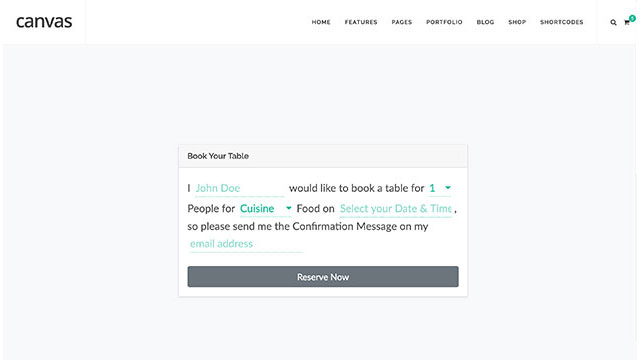 canvas
HOME FEATURES PAGES PORTFOLIO BLOG SHOP SHORTCODES
Book Your Table
I John Doe would like to book a table for 1
People for Cuisine Food on Select your Date & Time ,
so please send me the Confirmation Message on my
email address
Reserve Now